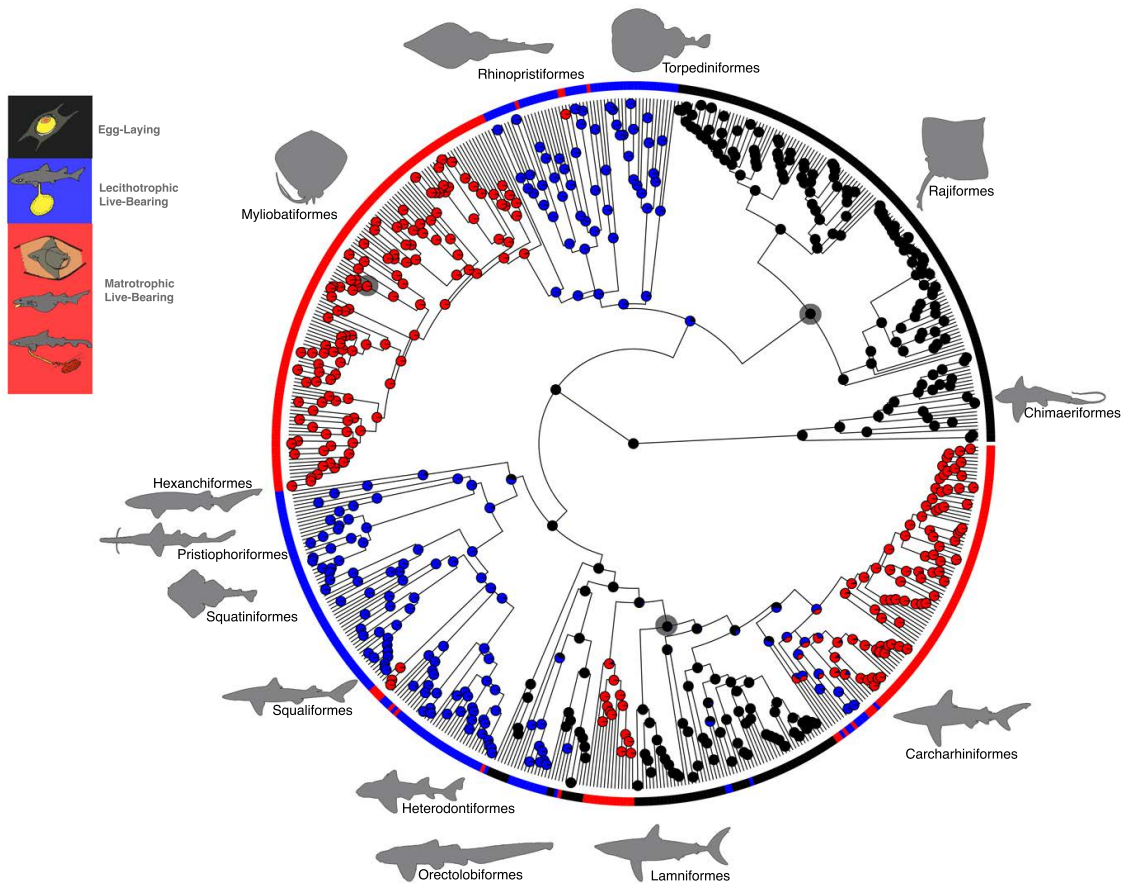 Rhinopristiformes
Torpediniformes
Egg-Laying
Lecithotrophic
Live-Bearing
Myliobatiformes
Rajiformes
Matrotrophic
Live-Bearing
Chimaeriformes
Hexanchiformes
Pristiophoriformes
Squatiniformes
Squaliformes
Carcharhiniformes
Heterodontiformes
Orectolobiformes
Lamniformes